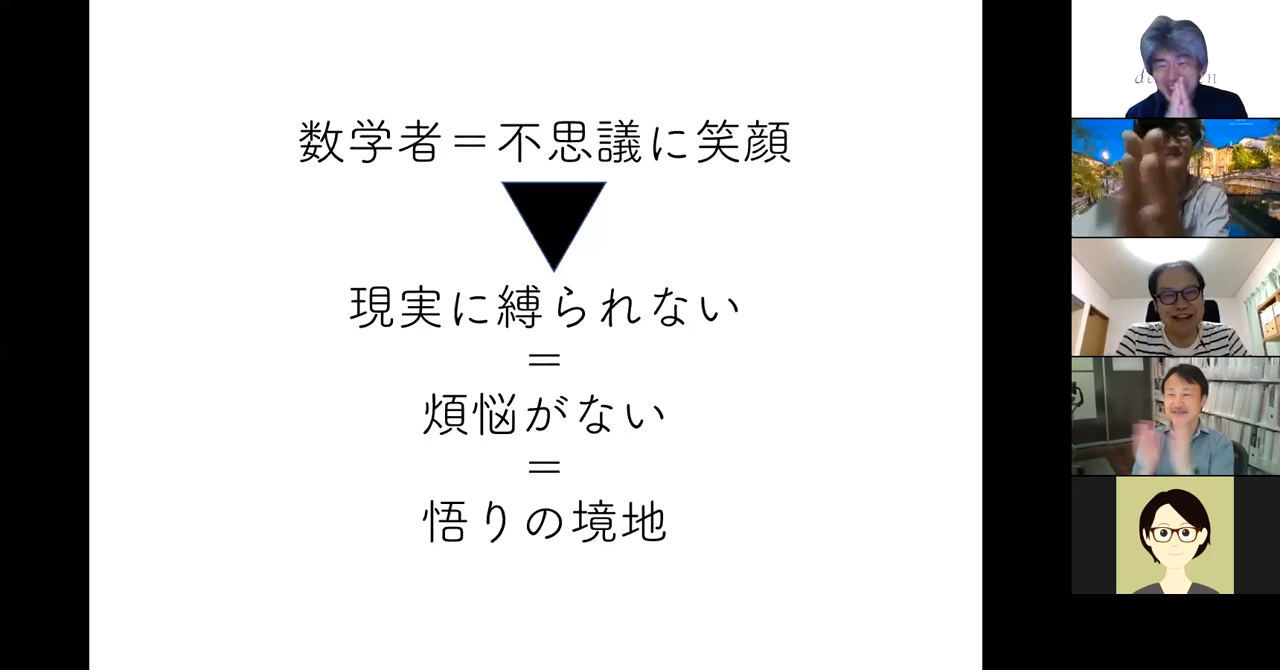 数学者＝不思議に笑顔
現実に縛られない
＝
煩悩がない
＝
悟りの境地